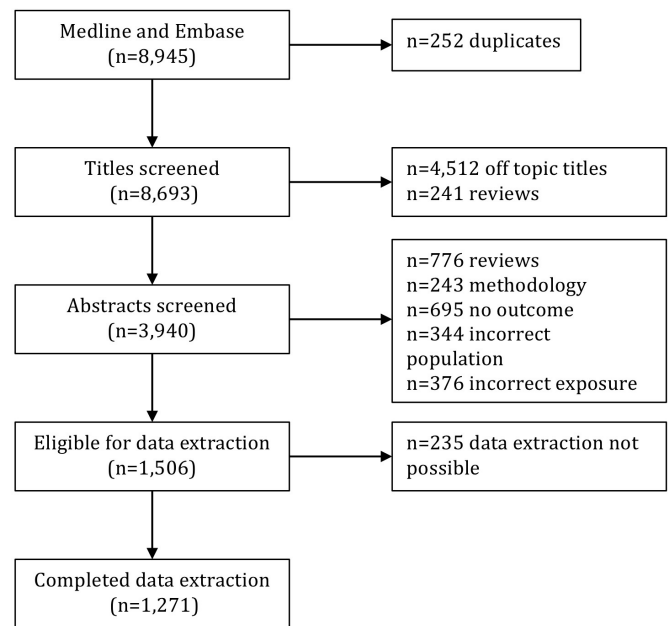 Medline and Embase
(n=8,945)
n=252 duplicates
Titles screened
(n=8,693)
n=4,512 off topic titles
n=241 reviews
Abstracts screened
(n=3,940)
n=776 reviews
n=243 methodology
n=695 no outcome
n=344 incorrect
population
n=376 incorrect exposure
Eligible for data extraction
(n=1,506)
n=235 data extraction not
possible
Completed data extraction
(n=1,271)